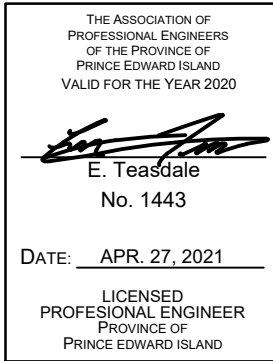 THE ASSOCIATION OF
PROFESSIONAL ENGINEERS
OF THE PROVINCE OF
PRINCE EDWARD ISLAND
VALID FOR THE YEAR 2020
E. Teasdale
No. 1443
DATE: APR. 27, 2021
LICENSED
PROFESIONAL ENGINEER
PROVINCE OF
PRINCE EDWARD ISLAND